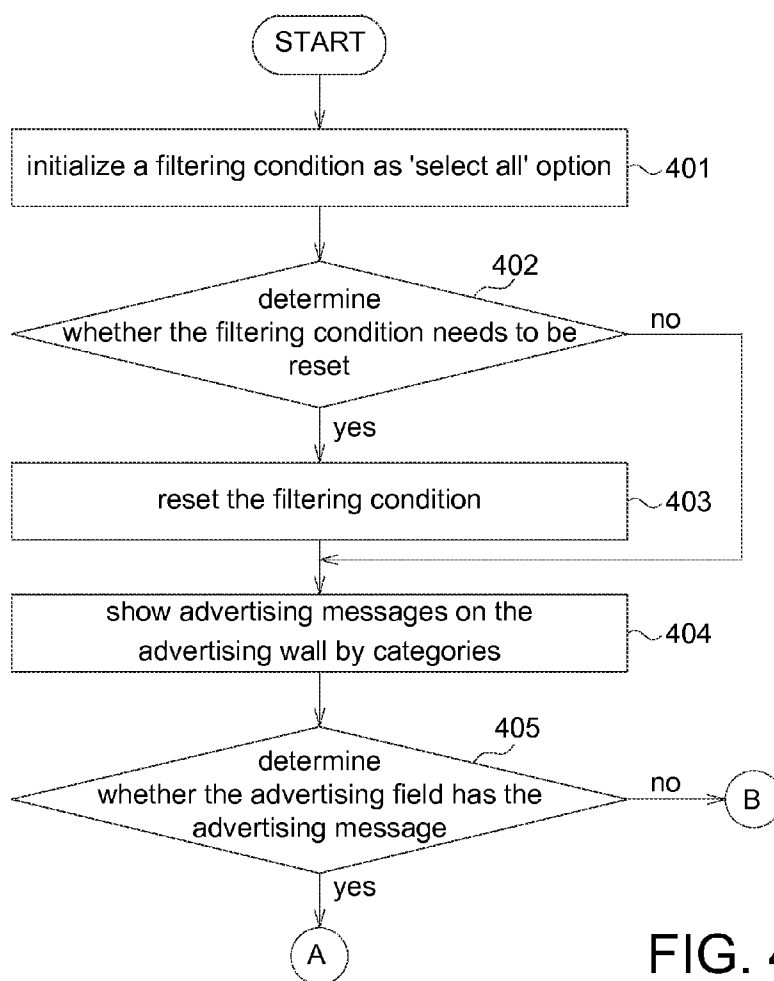 START
initialize a filtering condition as 'select all' option
401
402
determine
whether the filtering condition needs to be
reset
no
yes
reset the filtering condition
403
show advertising messages on the
advertising wall by categories
404
405
determine
whether the advertising field has the
advertising message
no
B
yes
A
FIG. 4